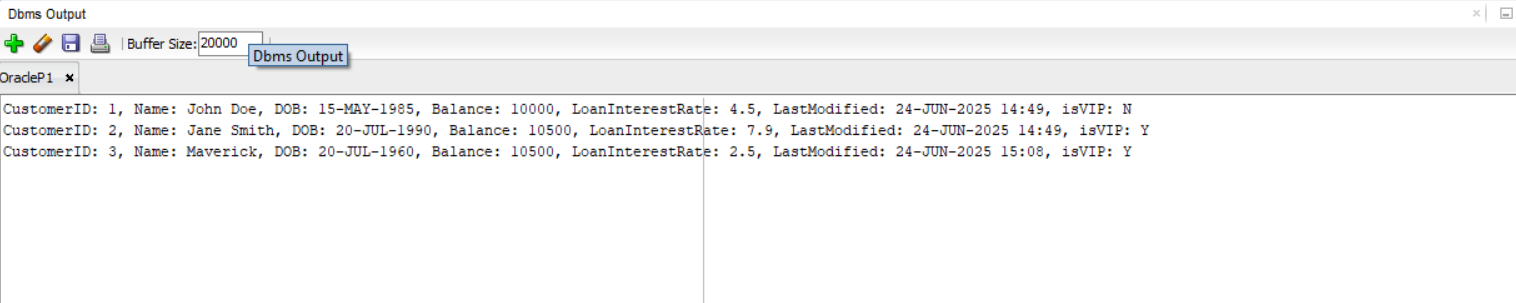 Dbms Output
Buffer Size: 20000
Dbms Output
OracleP1
CustomerID: 1, Name: John Doe, DOB: 15-MAY-1985, Balance: 10000, LoanInterestRate: 4.5, LastModified: 24-JUN-2025 14:49, isVIP: N
CustomerID: 2, Name: Jane Smith, DOB: 20-JUL-1990, Balance: 10500, LoanInterestRate: 7.9, LastModified: 24-JUN-2025 14:49, isVIP: Y
CustomerID: 3, Name: Maverick, DOB: 20-JUL-1960, Balance: 10500, LoanInterestRate: 2.5, LastModified: 24-JUN-2025 15:08, isVIP: Y